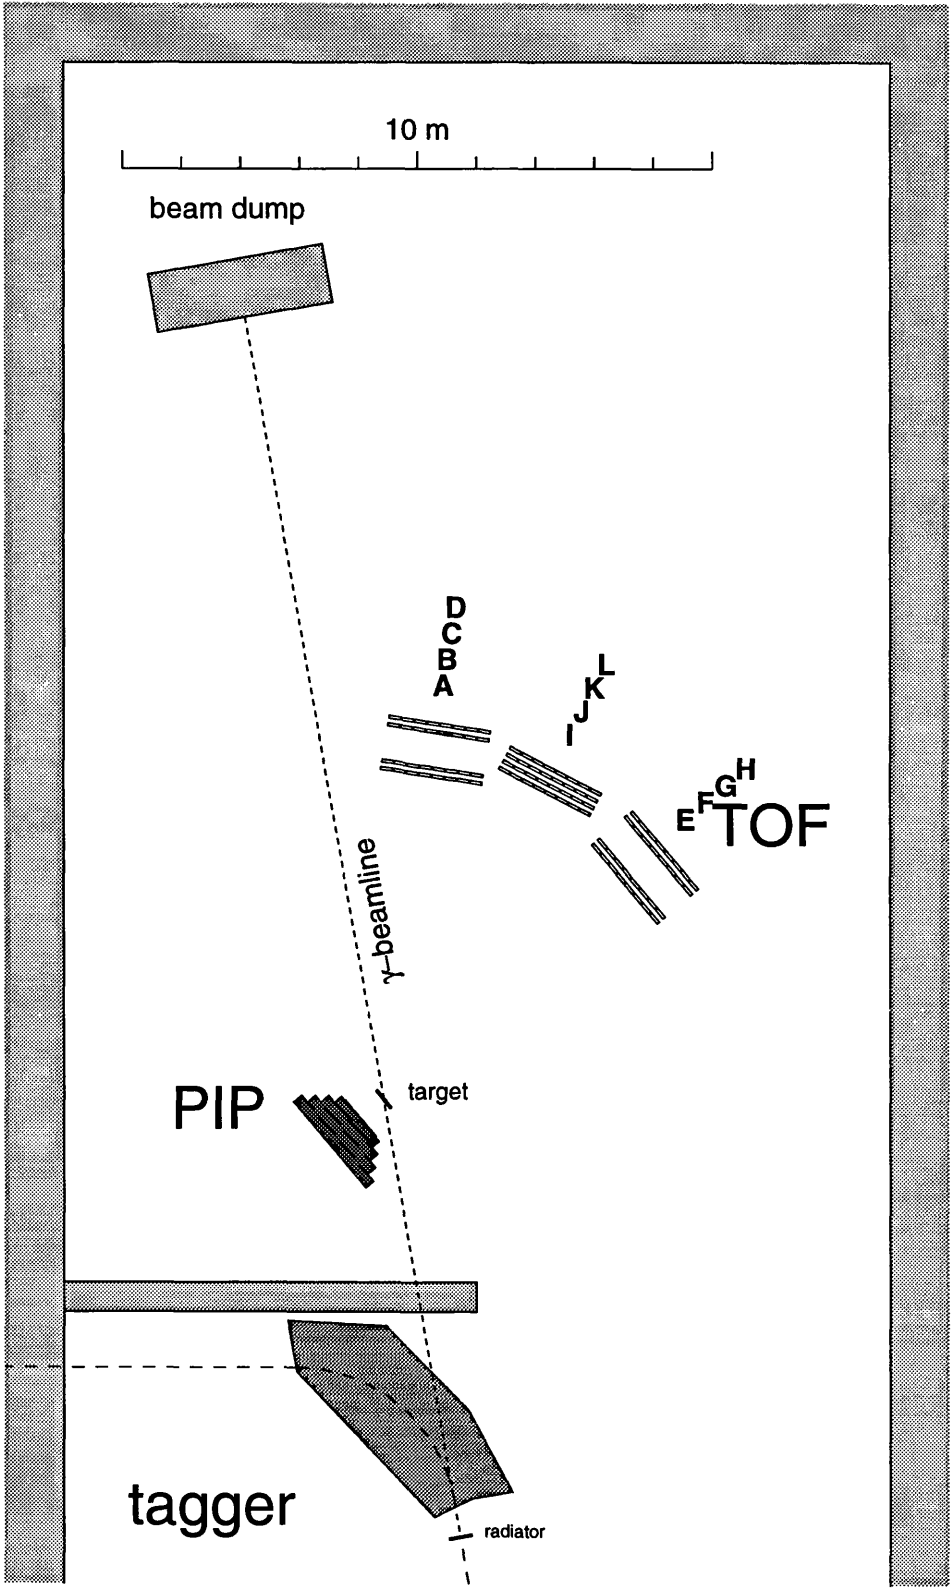 10 m
beam dump
D
C
B
A
L
K
J
I
H
G
F
E
TOF
γ–beamline
target
PIP
tagger
radiator